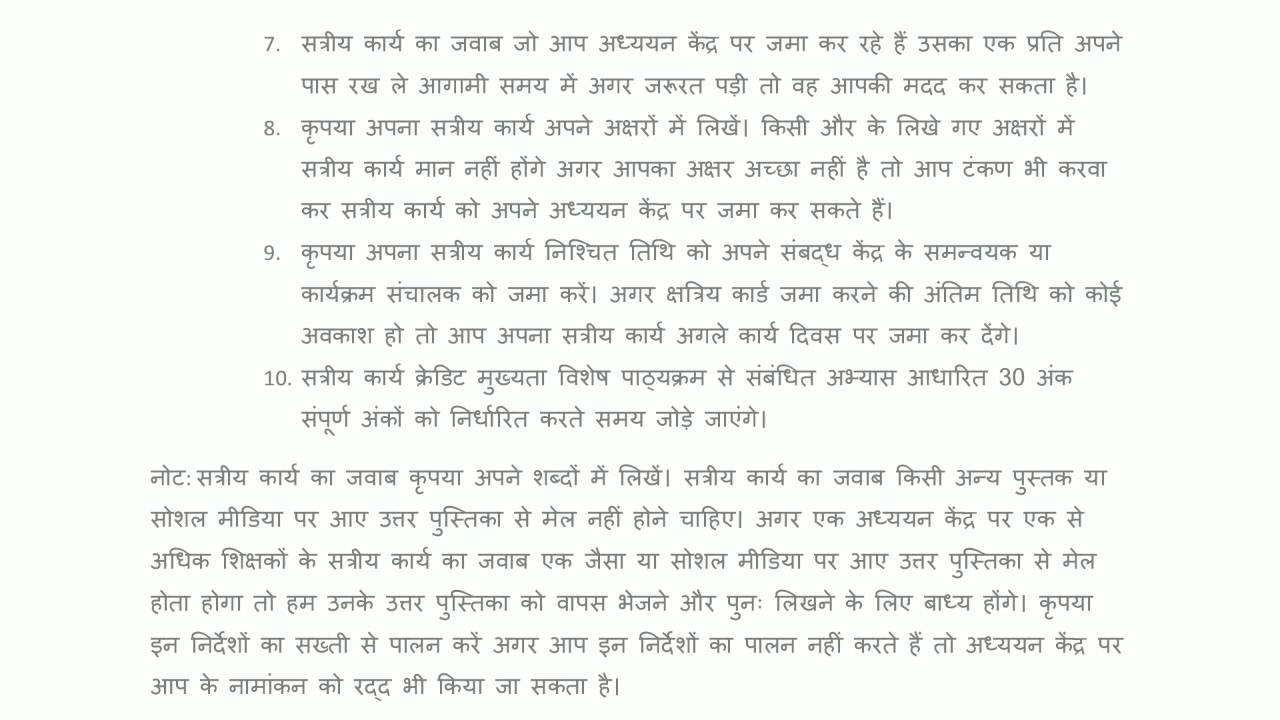 7. सत्रीय कार्य का जवाब जो आप अध्ययन केंद्र पर जमा कर रहे हैं उसका एक प्रति अपने
पास रख ले आगामी समय में अगर जरूरत पड़ी तो वह आपकी मदद कर सकता है।
8. कृपया अपना सत्रीय कार्य अपने अक्षरों में लिखें। किसी और के लिखे गए अक्षरों में
सत्रीय कार्य मान नहीं होंगे अगर आपका अक्षर अच्छा नहीं है तो आप टंकण भी करवा
कर सत्रीय कार्य को अपने अध्ययन केंद्र पर जमा कर सकते हैं।
9. कृपया अपना सत्रीय कार्य निश्चित तिथि को अपने संबद्ध केंद्र के समन्वयक या
कार्यक्रम संचालक को जमा करें। अगर क्षत्रिय कार्ड जमा करने की अंतिम तिथि को कोई
अवकाश हो तो आप अपना सत्रीय कार्य अगले कार्य दिवस पर जमा कर देंगे।
10. सत्रीय कार्य क्रेडिट मुख्यता विशेष पाठ्यक्रम से संबंधित अभ्यास आधारित 30 अंक
संपूर्ण अंकों को निर्धारित करते समय जोड़े जाएंगे।
नोट: सत्रीय कार्य का जवाब कृपया अपने शब्दों में लिखें। सत्रीय कार्य का जवाब किसी अन्य पुस्तक या
सोशल मीडिया पर आए उत्तर पुस्तिका से मेल नहीं होने चाहिए। अगर एक अध्ययन केंद्र पर एक से
अधिक शिक्षकों के सत्रीय कार्य का जवाब एक जैसा या सोशल मीडिया पर आए उत्तर पुस्तिका से मेल
होता होगा तो हम उनके उत्तर पुस्तिका को वापस भेजने और पुनः लिखने के लिए बाध्य होंगे। कृपया
इन निर्देशों का सख्ती से पालन करें अगर आप इन निर्देशों का पालन नहीं करते हैं तो अध्ययन केंद्र पर
आप के नामांकन को रद्द भी किया जा सकता है।